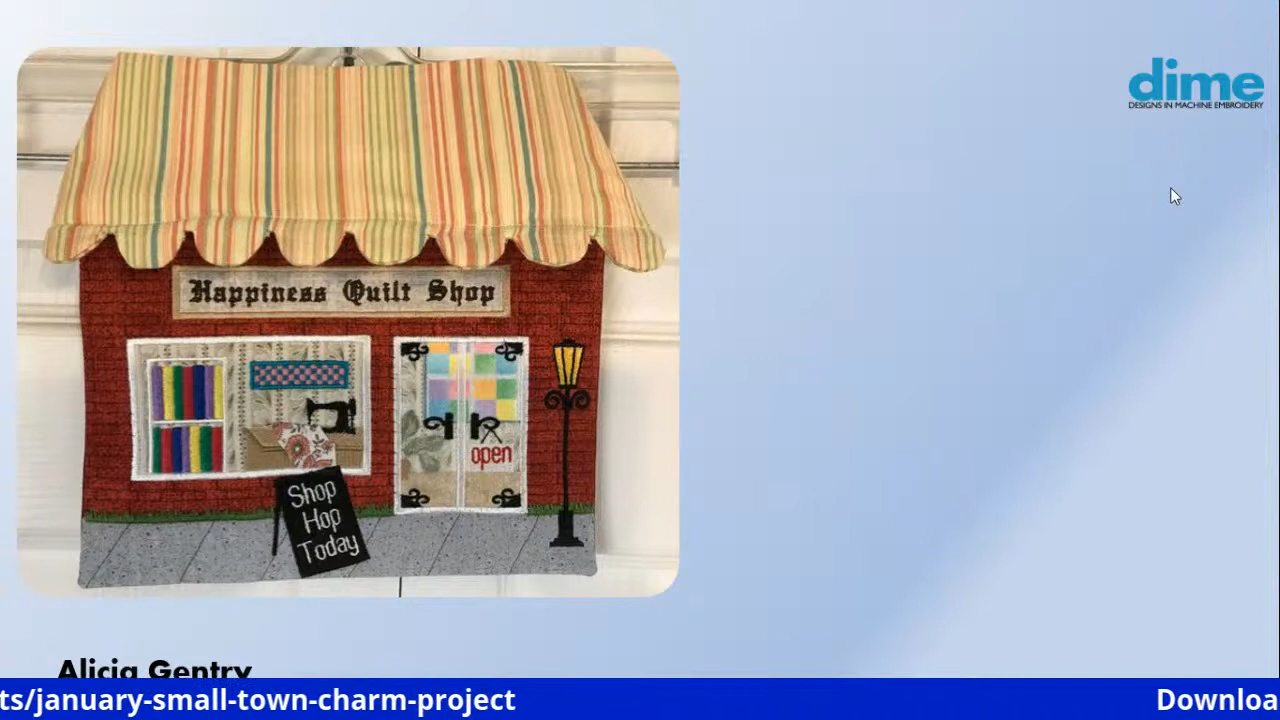 dime
DESIGNS IN MACHINE EMBROIDERY
Happiness Quilt Shop
open
Shop
Hop
Today
Alicia Gentry
ts/january-small-town-charm-project
Downloa